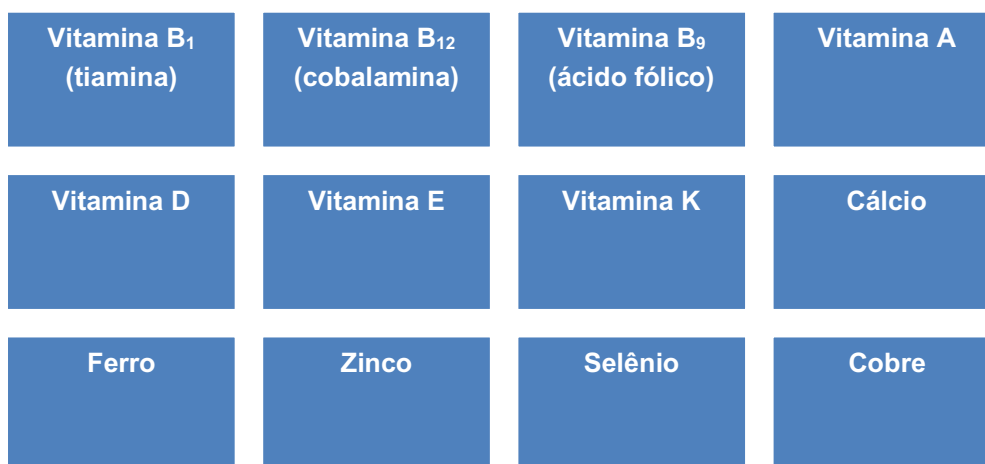 Vitamina B₁
(tiamina)
Vitamina B₁₂
(cobalamina)
Vitamina B₉
(ácido fólico)
Vitamina A
Vitamina D
Vitamina E
Vitamina K
Cálcio
Ferro
Zinco
Selênio
Cobre